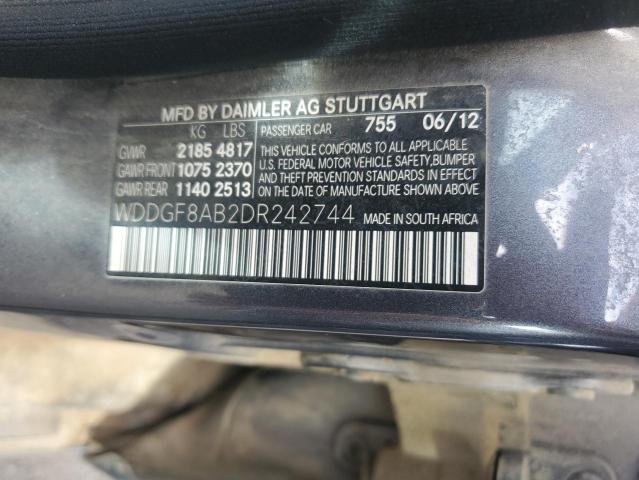 MFD BY DAIMLER AG STUTTGART
KG LBS PASSENGER CAR 755 06/12
GVWR 2185 4817 THIS VEHICLE CONFORMS TO ALL APPLICABLE
U.S. FEDERAL MOTOR VEHICLE SAFETY, BUMPER
GAWR FRONT 1075 2370 AND THEFT PREVENTION STANDARDS IN EFFECT
GAWR REAR 1140 2513 ON THE DATE OF MANUFACTURE SHOWN ABOVE.
WDDGF8AB2DR242744 MADE IN SOUTH AFRICA